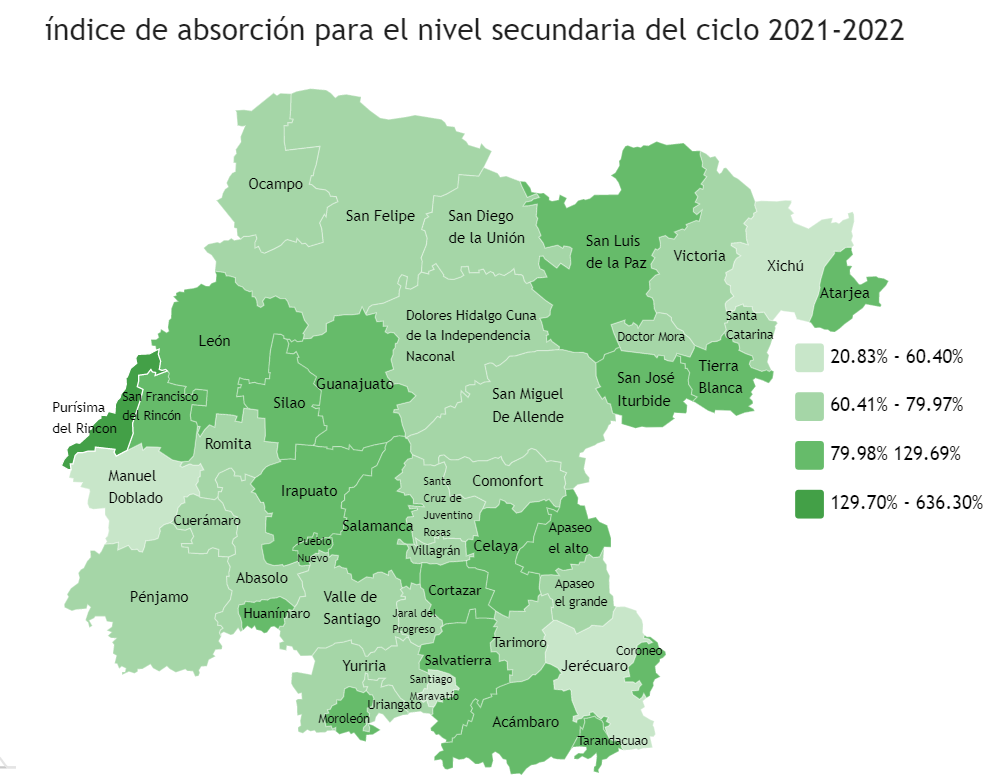 índice de absorción para el nivel secundaria del ciclo 2021-2022
Ocampo
San Felipe
San Diego
de la Unión
San Luis
de la Paz
Victoria
Xichú
Atarjea
Dolores Hidalgo Cuna
de la Independencia
Naconal
Santa
Catarina
Doctor Mora
León
20.83% - 60.40%
Tierra
Blanca
San José
Iturbide
Guanajuato
San Miguel
De Allende
San Francisco
del Rincón
Silao
Purísima
del Rincon
60.41% - 79.97%
Romita
79.98% 129.69%
Manuel
Doblado
Irapuato
Santa
Cruz de
Juventino
Rosas
Comonfort
129.70% - 636.30%
Cuerámaro
Salamanca
Apaseo
el alto
Pueblo
Nuevo
Villagrán
Celaya
Abasolo
Pénjamo
Valle de
Santiago
Cortazar
Apaseo
el grande
Huanímaro
Jaral del
Progreso
Tarimoro
Coroneo
Yuriria
Salvatierra
Jerécuaro
Santiago
Maravatío
Uriangato
Moroleón
Acámbaro
Tarandacuao